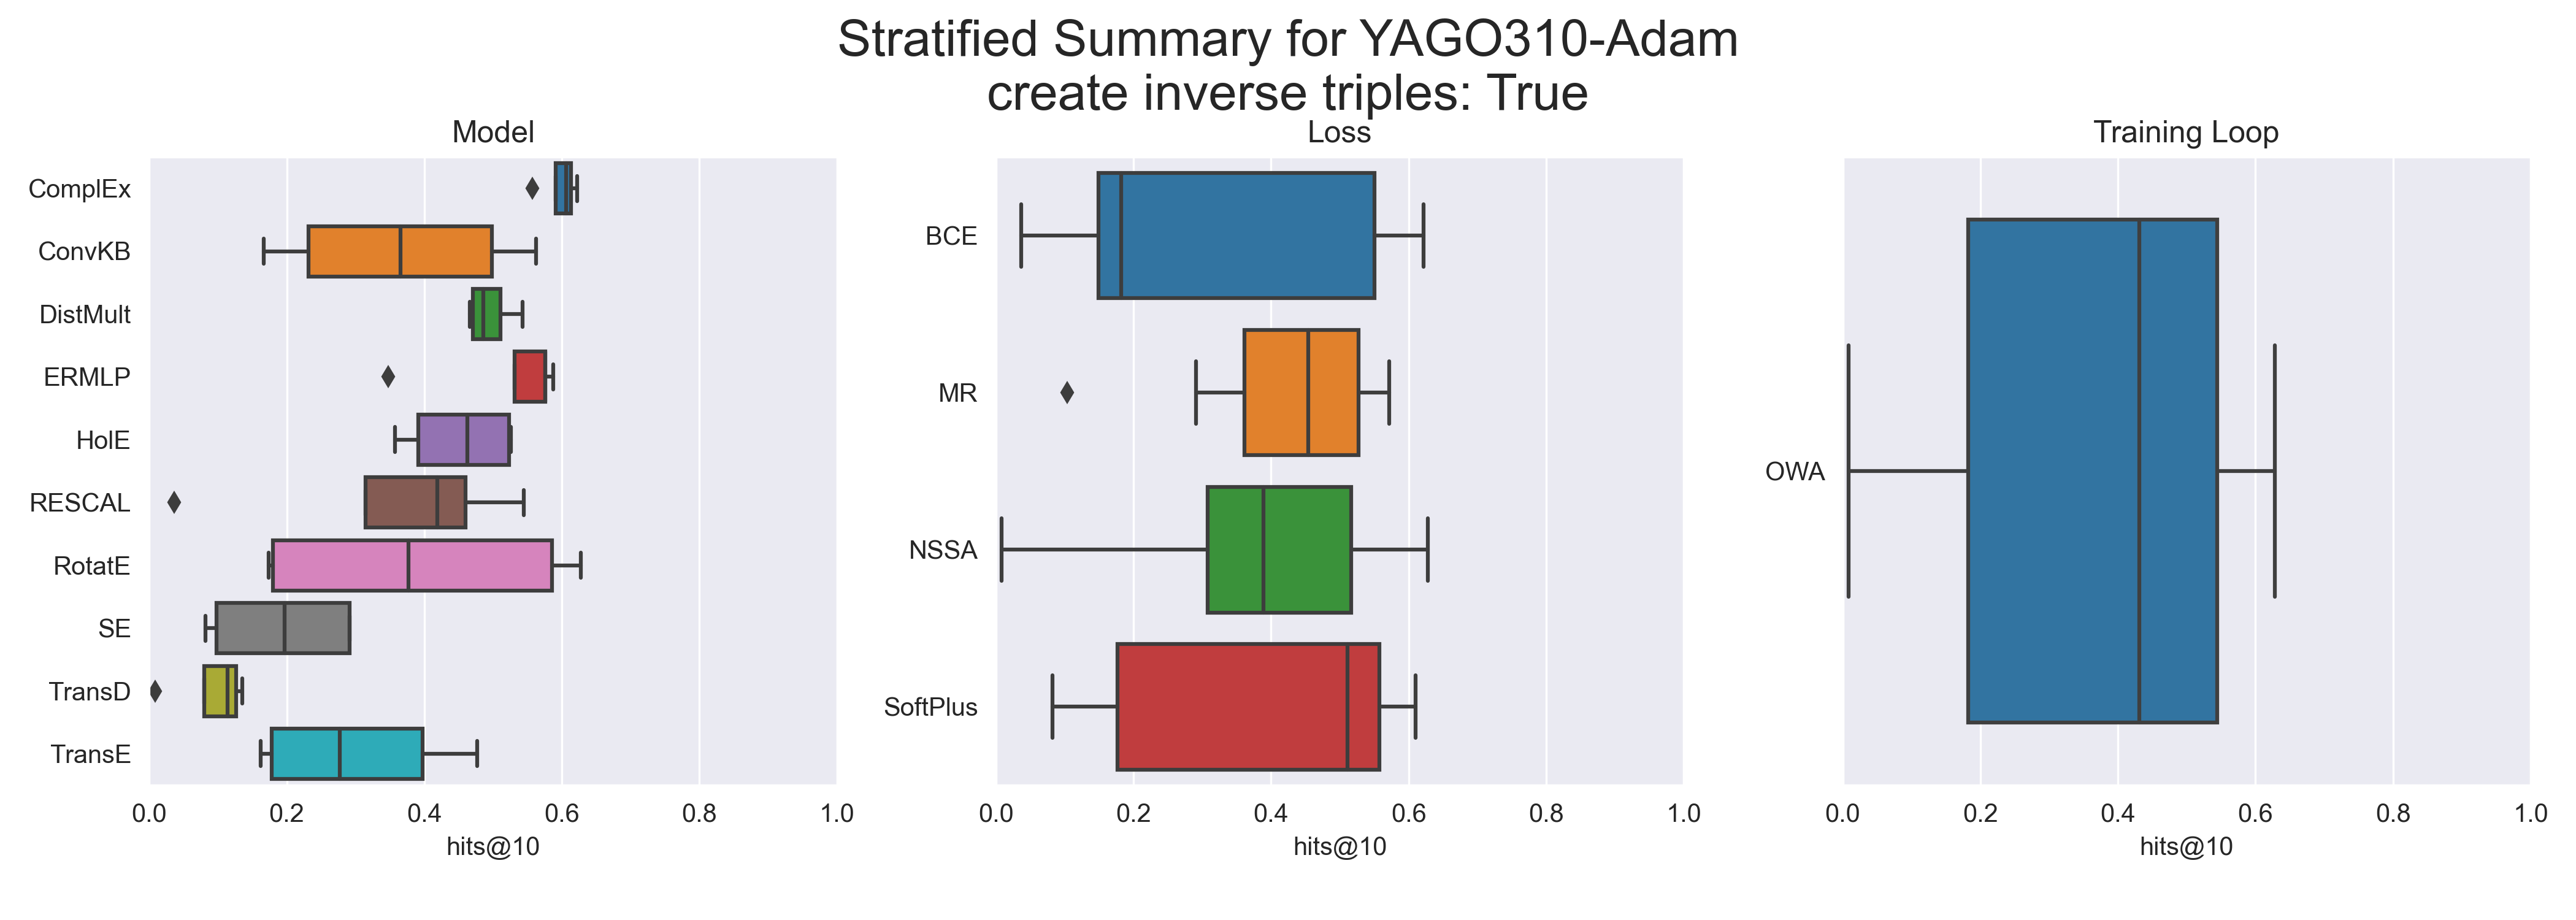 Stratified Summary for YAGO310-Adam
create inverse triples: True
Model
ComplEx
ConvKB
DistMult
ERMLP
HolE
RESCAL
RotatE
SE
TransD
TransE
0.0 0.2 0.4 0.6 0.8 1.0
hits@10
Loss
BCE
MR
NSSA
SoftPlus
0.0 0.2 0.4 0.6 0.8 1.0
hits@10
Training Loop
OWA
0.0 0.2 0.4 0.6 0.8 1.0
hits@10